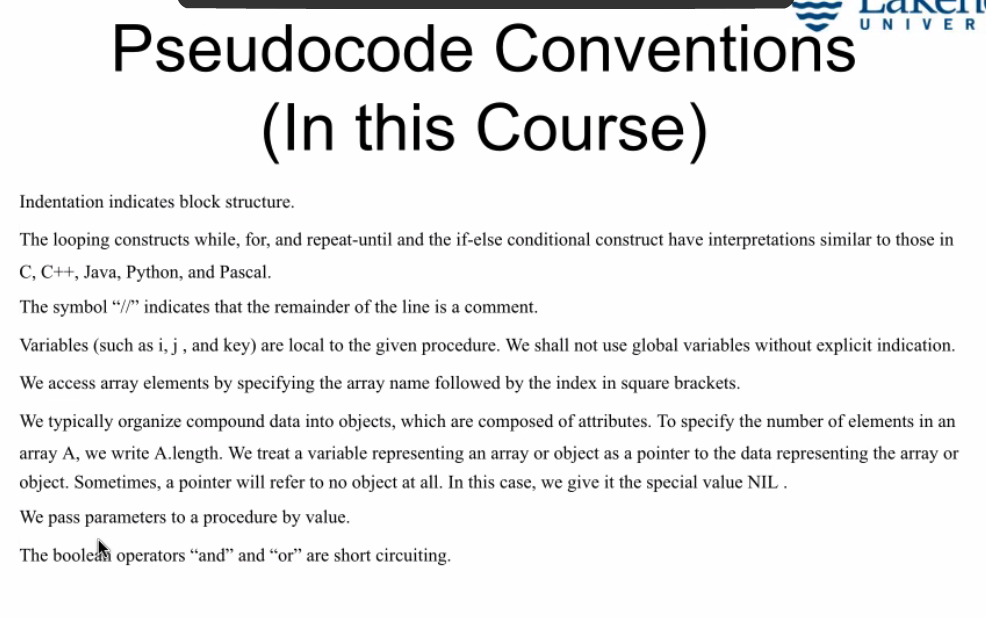 UNIVER
Pseudocode Conventions
(In this Course)
Indentation indicates block structure.
The looping constructs while, for, and repeat-until and the if-else conditional construct have interpretations similar to those in
C, C++, Java, Python, and Pascal.
The symbol “//” indicates that the remainder of the line is a comment.
Variables (such as i, j , and key) are local to the given procedure. We shall not use global variables without explicit indication.
We access array elements by specifying the array name followed by the index in square brackets.
We typically organize compound data into objects, which are composed of attributes. To specify the number of elements in an
array A, we write A.length. We treat a variable representing an array or object as a pointer to the data representing the array or
object. Sometimes, a pointer will refer to no object at all. In this case, we give it the special value NIL .
We pass parameters to a procedure by value.
The boolean operators “and” and “or” are short circuiting.